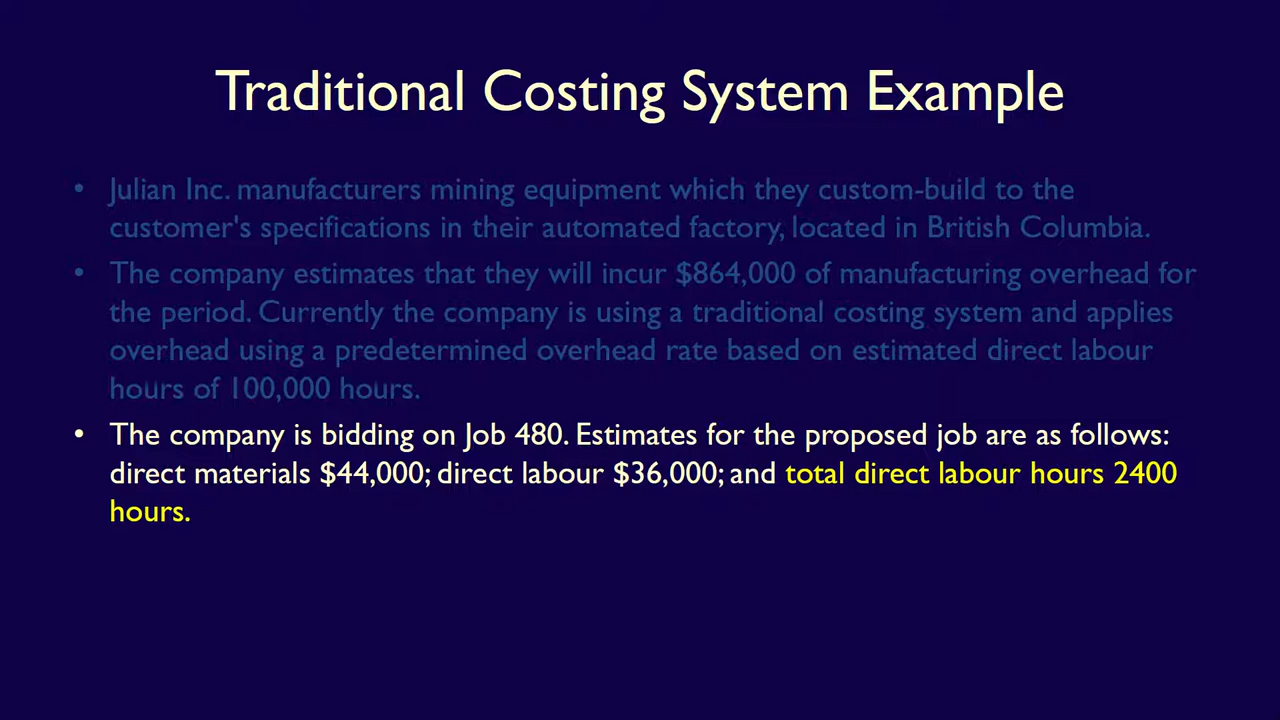 Traditional Costing System Example
• Julian Inc. manufacturers mining equipment which they custom-build to the
customer's specifications in their automated factory, located in British Columbia.
• The company estimates that they will incur $864,000 of manufacturing overhead for
the period. Currently the company is using a traditional costing system and applies
overhead using a predetermined overhead rate based on estimated direct labour
hours of 100,000 hours.
• The company is bidding on Job 480. Estimates for the proposed job are as follows:
direct materials $44,000; direct labour $36,000; and total direct labour hours 2400
hours.